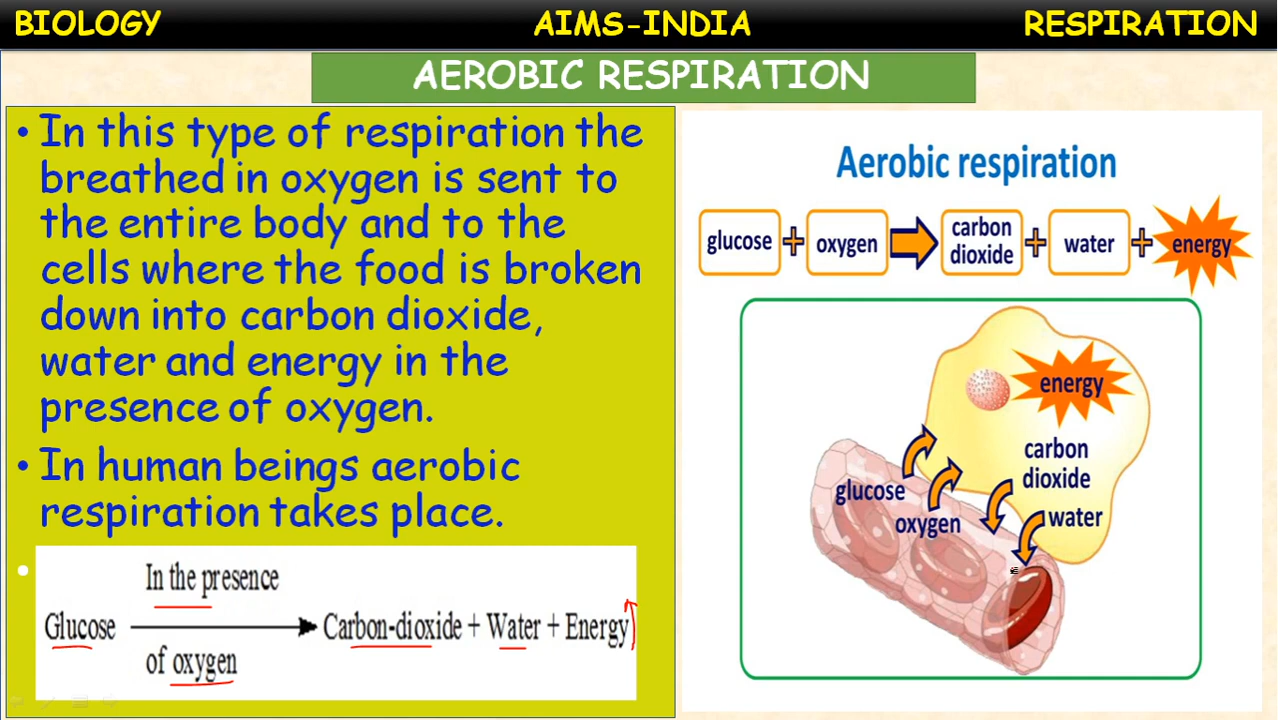 BIOLOGY AIMS-INDIA RESPIRATION
AEROBIC RESPIRATION
• In this type of respiration the
breathed in oxygen is sent to
the entire body and to the
cells where the food is broken
down into carbon dioxide,
water and energy in the
presence of oxygen.
• In human beings aerobic
respiration takes place.
•
In the presence
Glucose → Carbon-dioxide + Water + Energy
of oxygen
Aerobic respiration
glucose + oxygen → carbon dioxide + water + energy
energy
carbon
dioxide
glucose
oxygen
water